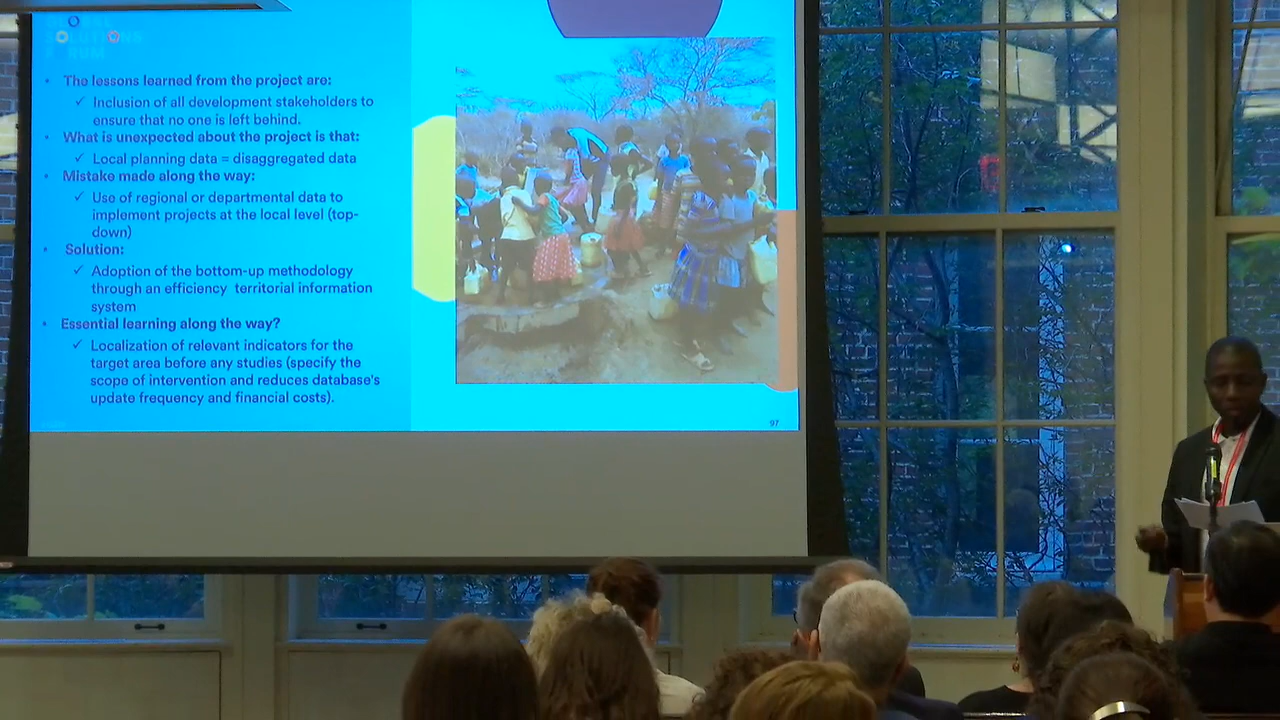 SOLUTIONS
• The lessons learned from the project are:
✓ Inclusion of all development stakeholders to
ensure that no one is left behind.
• What is unexpected about the project is that:
✓ Local planning data = disaggregated data
• Mistake made along the way:
✓ Use of regional or departmental data to
implement projects at the local level (top-
down)
• Solution:
✓ Adoption of the bottom-up methodology
through an efficiency territorial information
system
• Essential learning along the way?
✓ Localization of relevant indicators for the
target area before any studies (specify the
scope of intervention and reduces database's
update frequency and financial costs).
97